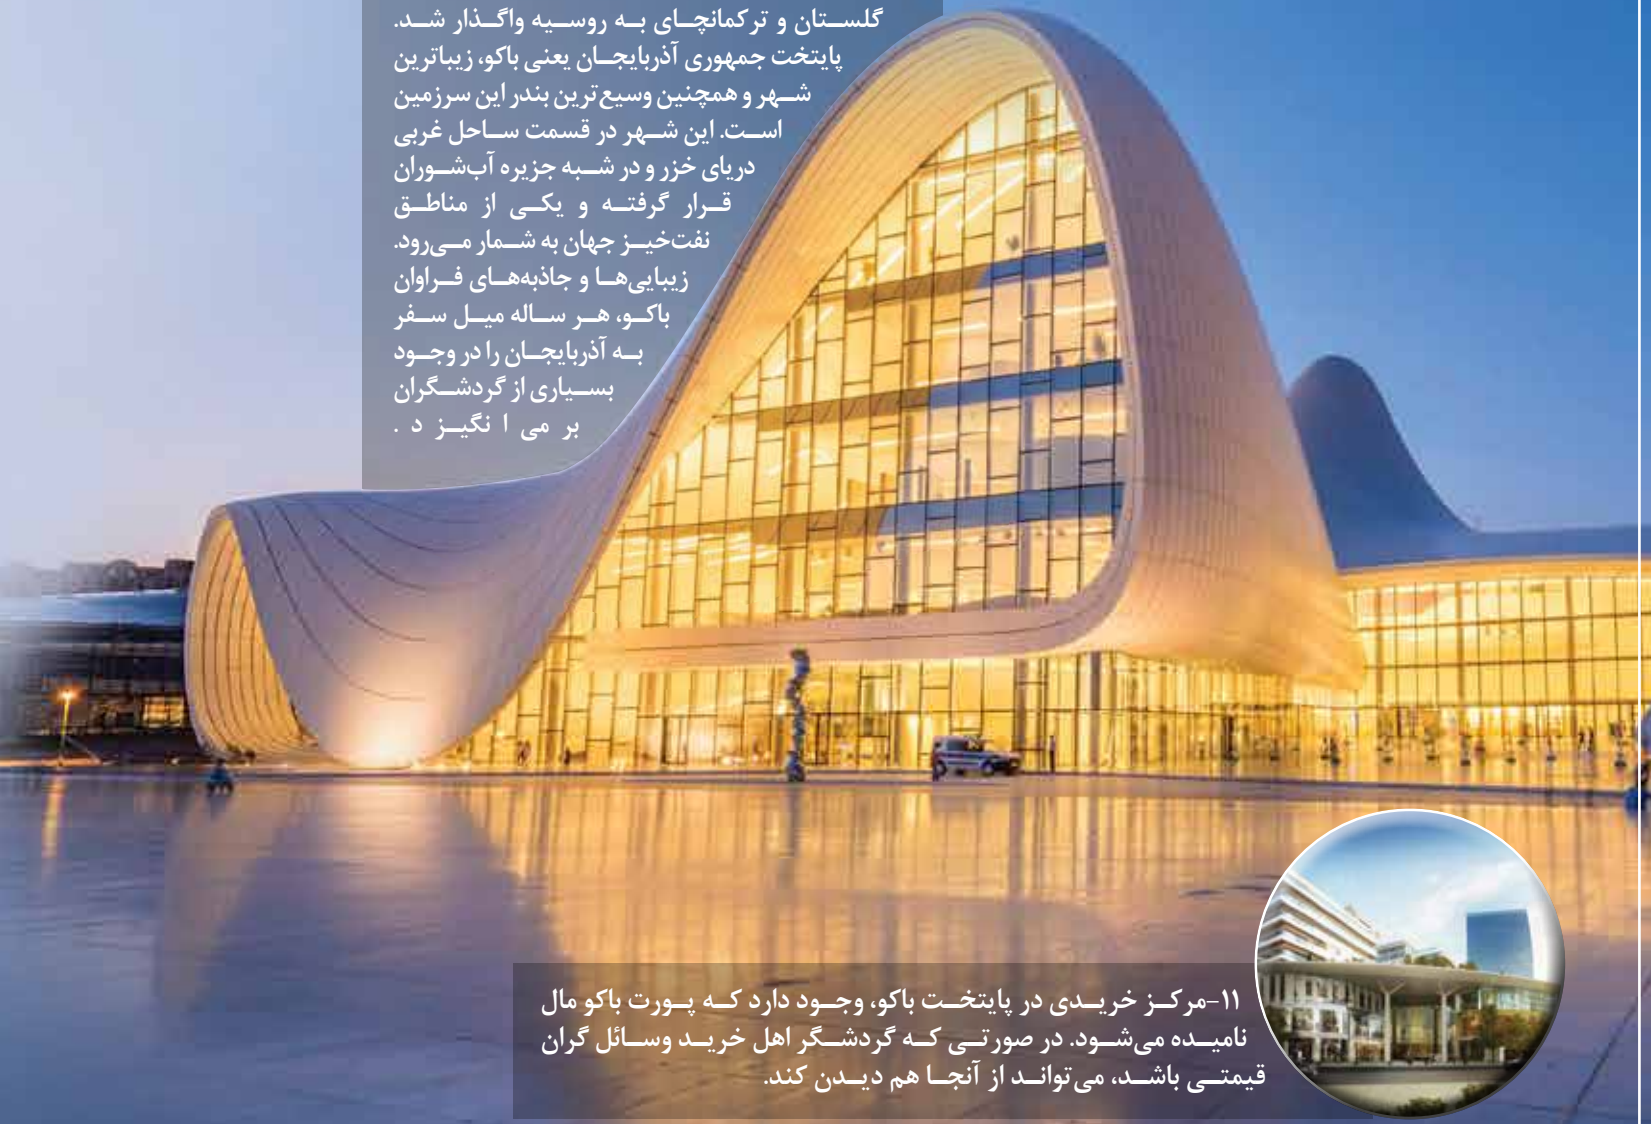 گلستان و ترکمانچای به روسیه واگذار شد.
پایتخت جمهوری آذربایجان یعنی باکو، زیباترین
شهر و همچنین وسیع‌ترین بندر این سرزمین
است. این شهر در قسمت ساحل غربی
دریای خزر و در شبه جزیره آب‌شوران
قرار گرفته و یکی از مناطق
نفت‌خیز جهان به شمار می‌رود.
زیبایی‌ها و جاذبه‌های فراوان
باکو، هر ساله میل سفر
به آذربایجان را در وجود
بسیاری از گردشگران
بر می ا نگیز د .
۱۱-مرکز خریدی در پایتخت باکو، وجود دارد که پورت باکو مال
نامیده می‌شود. در صورتی که گردشگر اهل خرید وسائل گران
قیمتی باشد، می‌تواند از آنجا هم دیدن کند.